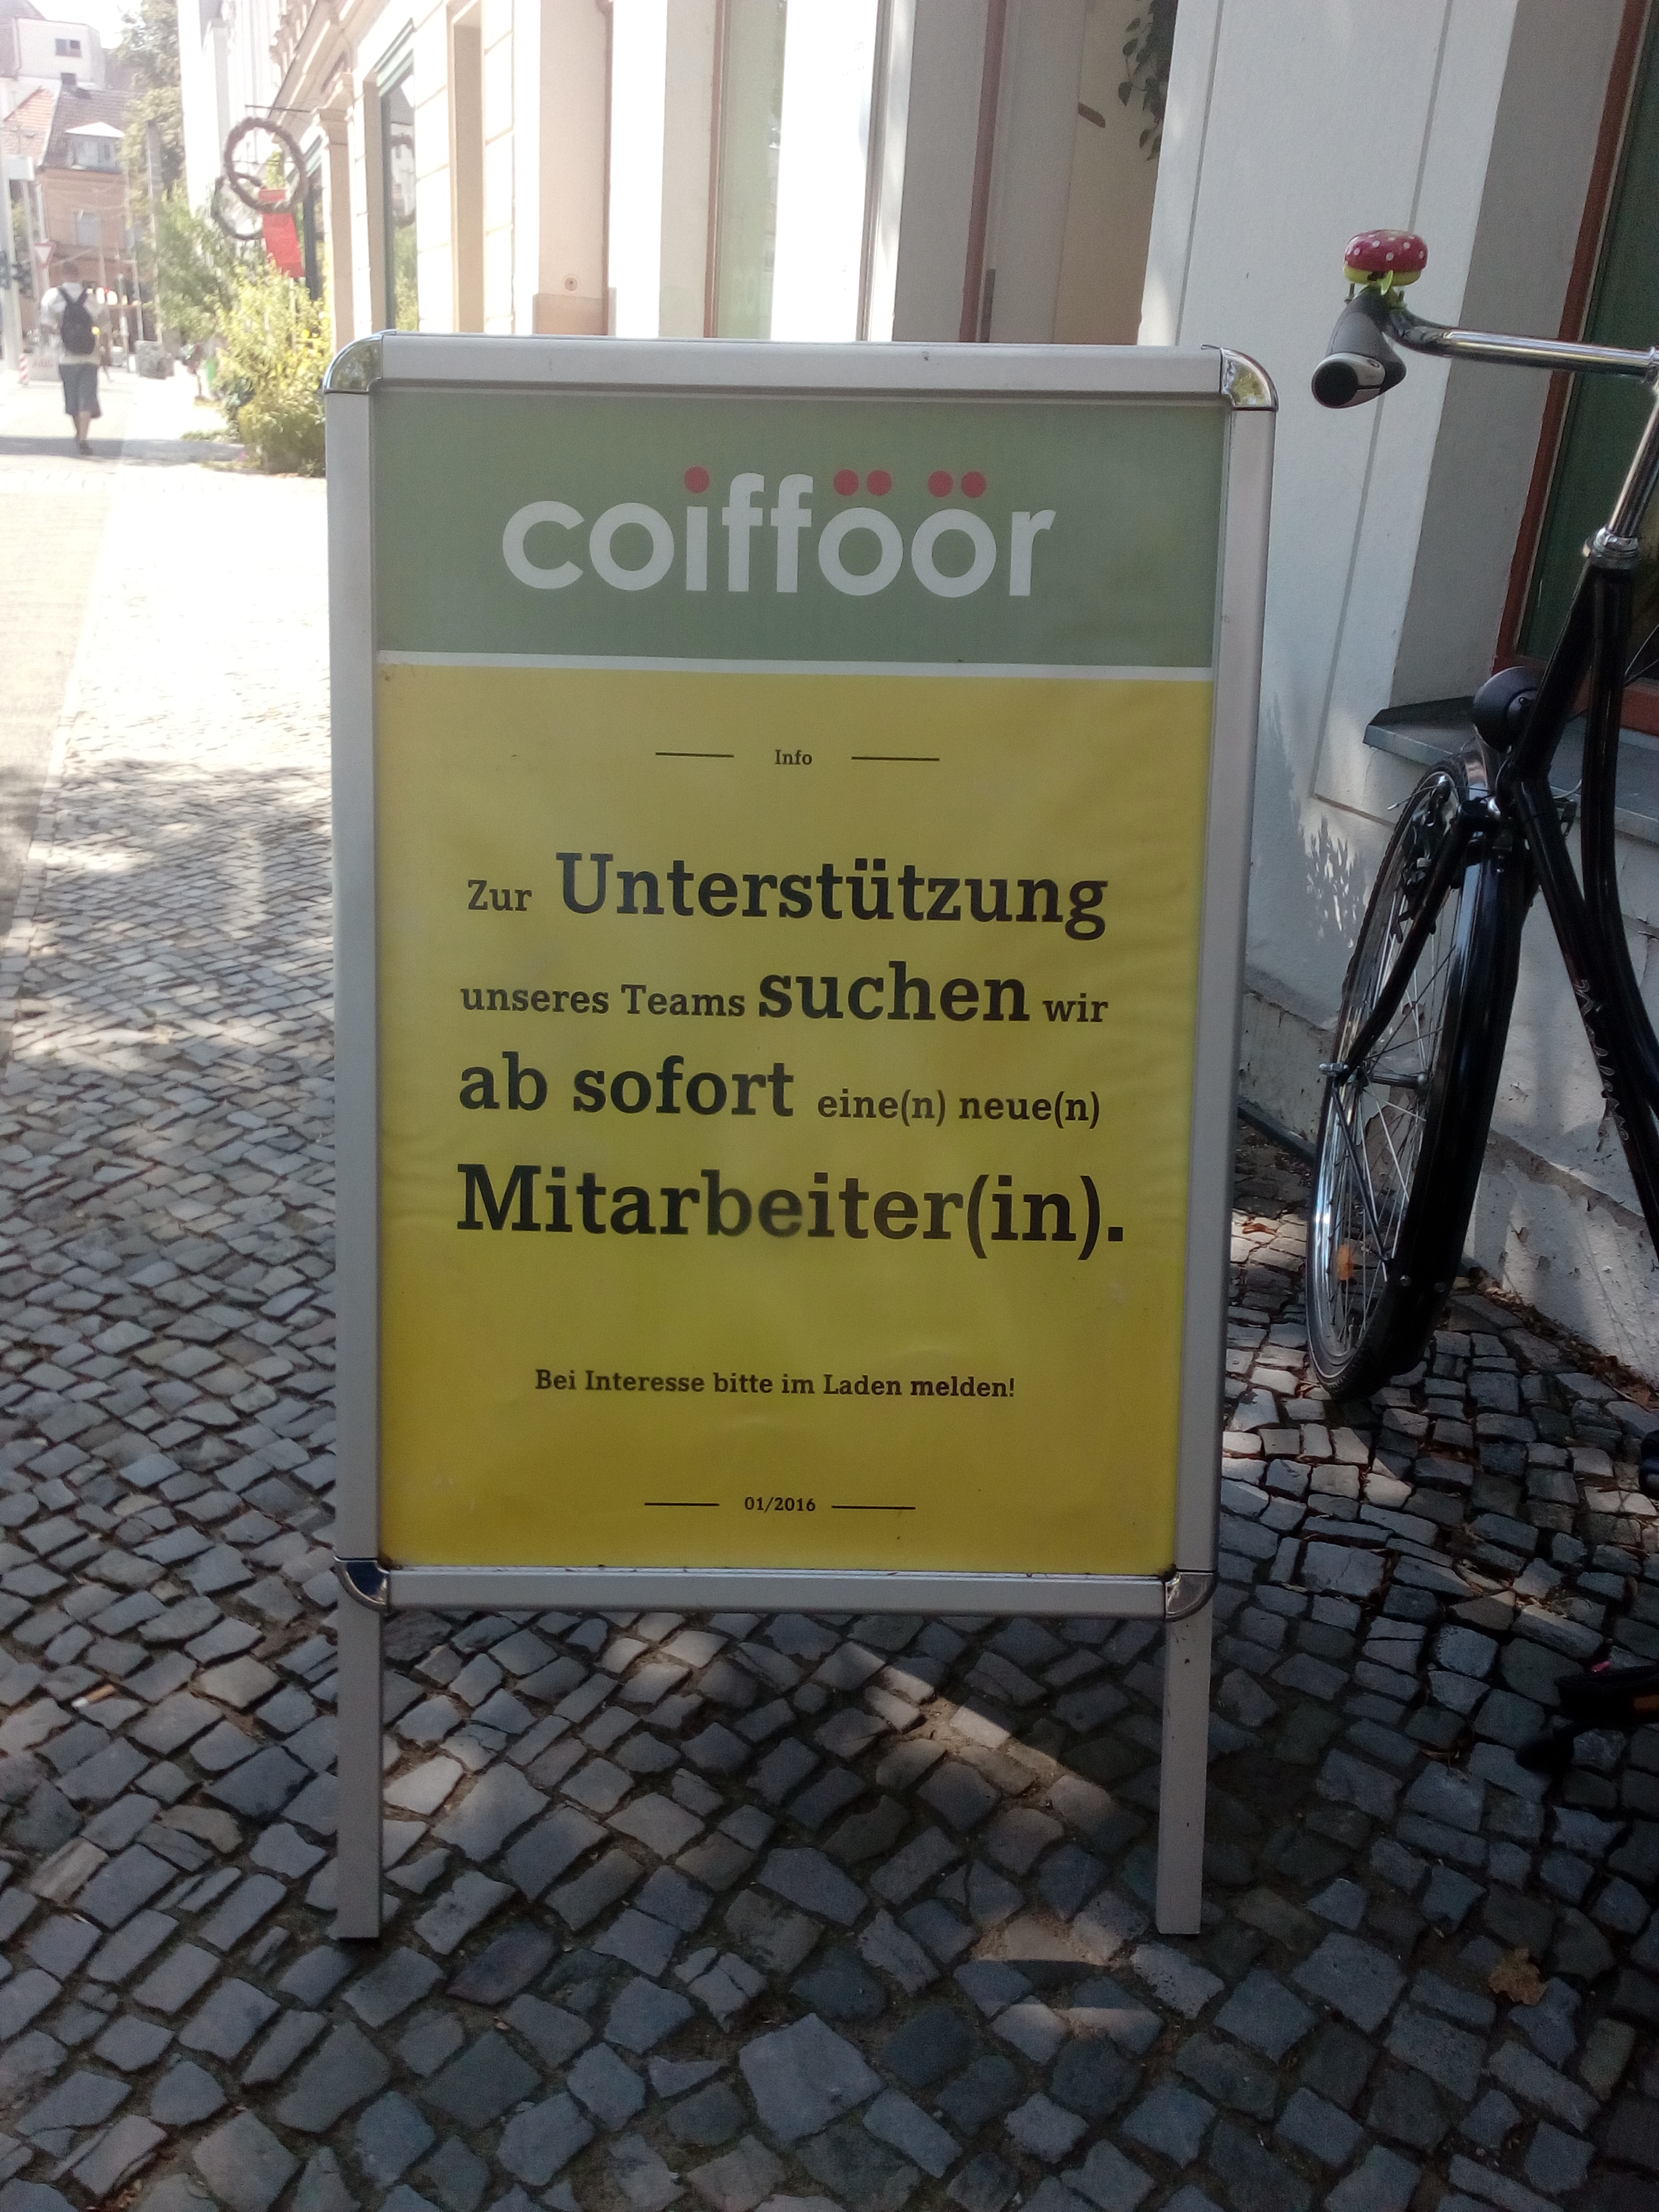 coifföör
Info
Zur Unterstützung
unseres Teams suchen wir
ab sofort eine(n) neue(n)
Mitarbeiter(in).
Bei Interesse bitte im Laden melden!
01/2016